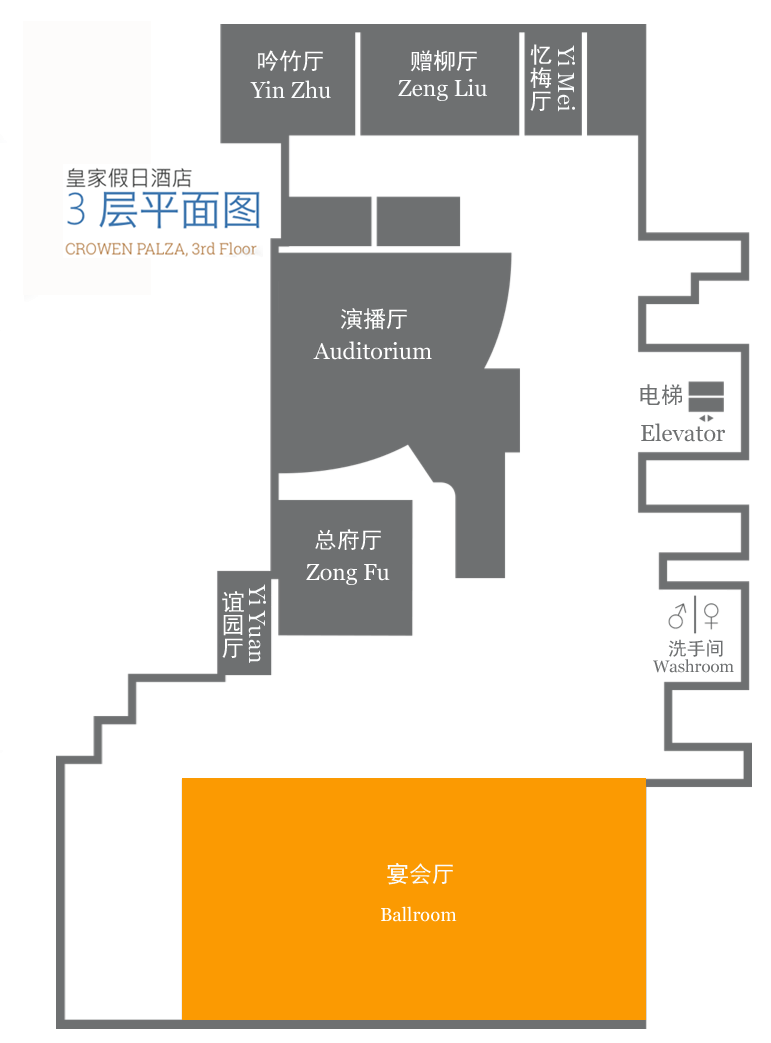 吟竹厅
Yin Zhu
赠柳厅
Zeng Liu
忆梅厅
Yi Mei
皇家假日酒店
3 层平面图
CROWEN PALZA, 3rd Floor
演播厅
Auditorium
电梯
Elevator
总府厅
Zong Fu
谊园厅
Yi Yuan
洗手间
Washroom
宴会厅
Ballroom